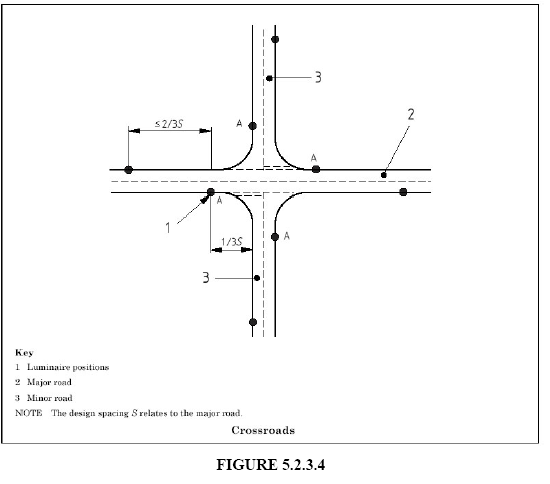 3
2
≤2/3S
A
A
1
A
1/3S
A
3
Key
1 Luminaire positions
2 Major road
3 Minor road
NOTE The design spacing S relates to the major road.
Crossroads
FIGURE 5.2.3.4